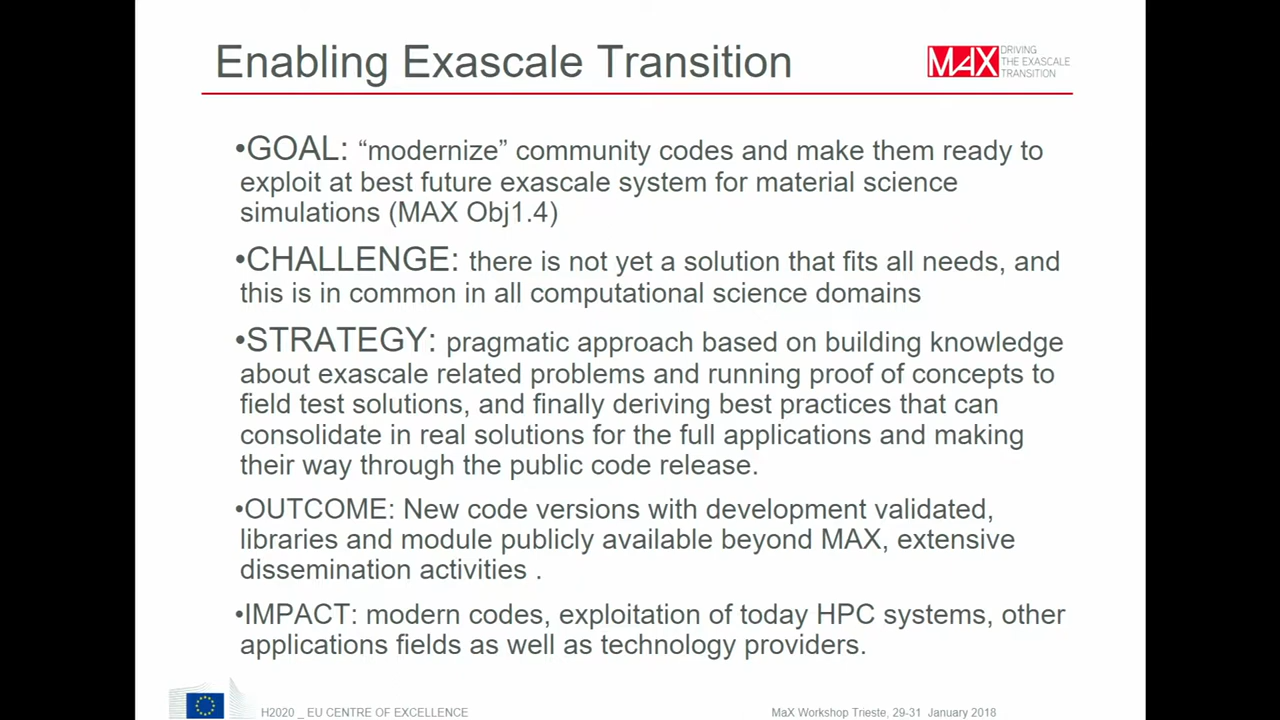 Enabling Exascale Transition
MAX DRIVING
THE EXASCALE
TRANSITION
•GOAL: “modernize” community codes and make them ready to
exploit at best future exascale system for material science
simulations (MAX Obj1.4)
•CHALLENGE: there is not yet a solution that fits all needs, and
this is in common in all computational science domains
•STRATEGY: pragmatic approach based on building knowledge
about exascale related problems and running proof of concepts to
field test solutions, and finally deriving best practices that can
consolidate in real solutions for the full applications and making
their way through the public code release.
•OUTCOME: New code versions with development validated,
libraries and module publicly available beyond MAX, extensive
dissemination activities .
•IMPACT: modern codes, exploitation of today HPC systems, other
applications fields as well as technology providers.
H2020 _ EU CENTRE OF EXCELLENCE
MaX Workshop Trieste, 29-31 January 2018